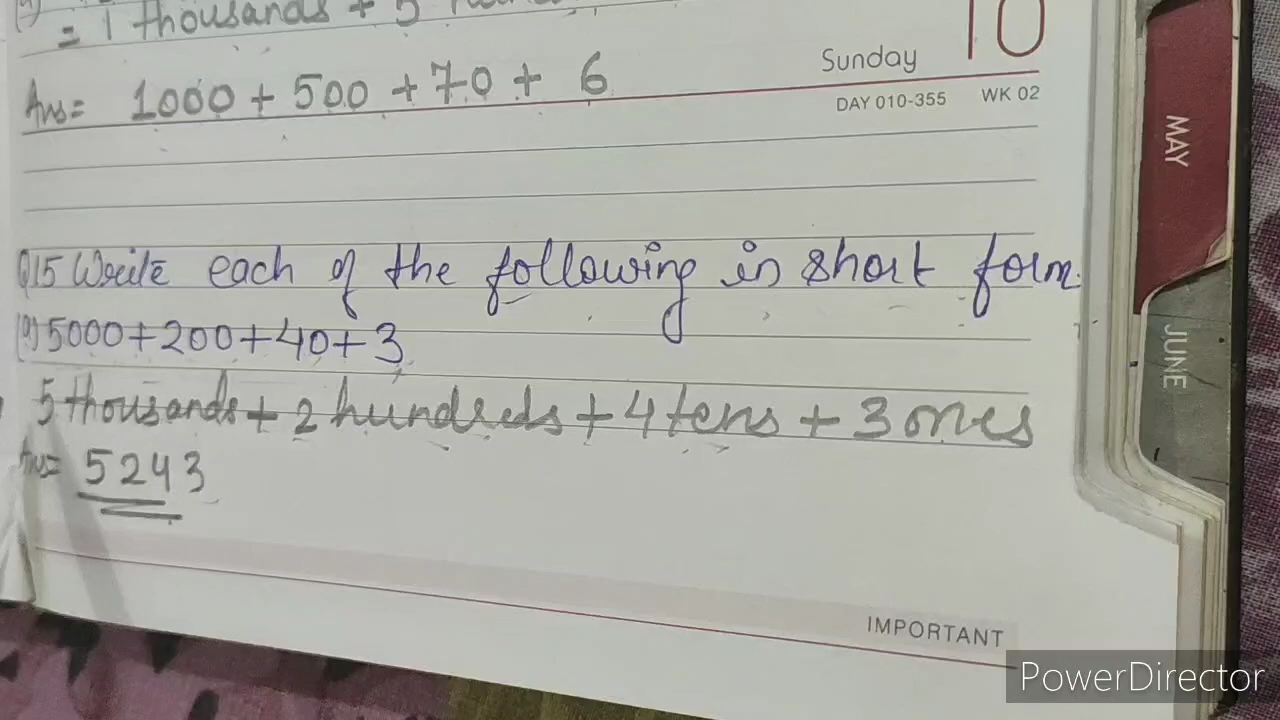 = 1 thousands + 5
Ans= 1000 + 500 + 70 + 6
Sunday 10
DAY 010-355 WK 02
MAY
Q15 Write each of the following in short form.
(a) 5000+200+40+3
5 thousands + 2 hundreds + 4 tens + 3 ones
Ans= 5243
JUNE
IMPORTANT
PowerDirector